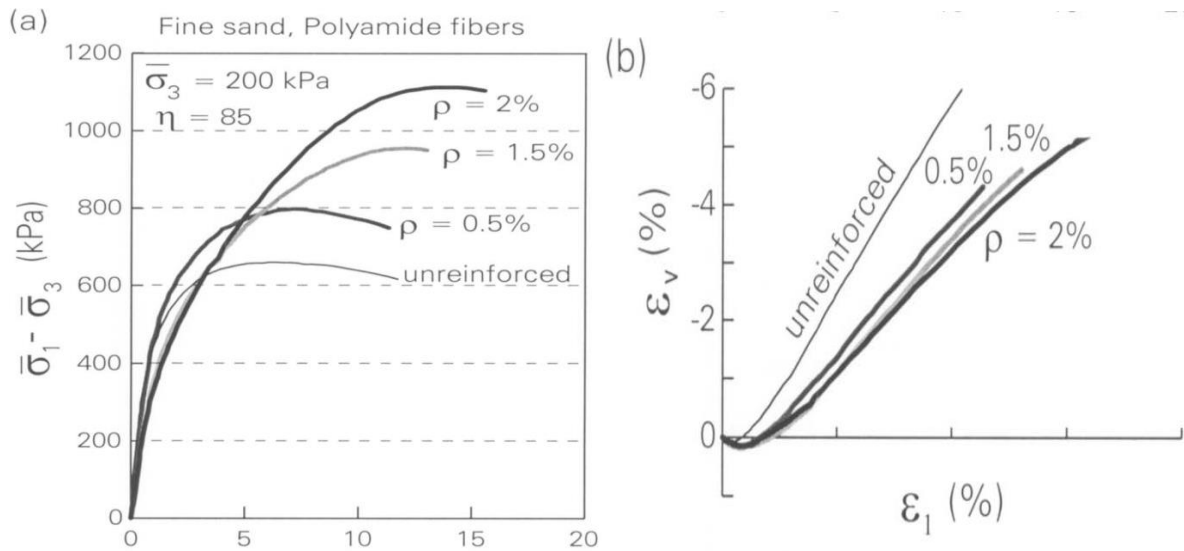 (a)
Fine sand, Polyamide fibers
1200
1000
800
600
400
200
0
σ̅₁ - σ̅₃ (kPa)
σ̅₃ = 200 kPa
η = 85
ρ = 2%
ρ = 1.5%
ρ = 0.5%
unreinforced
0 5 10 15 20
(b)
-6
-4
-2
0
εᵥ (%)
unreinforced
0.5%
1.5%
ρ = 2%
ε₁ (%)